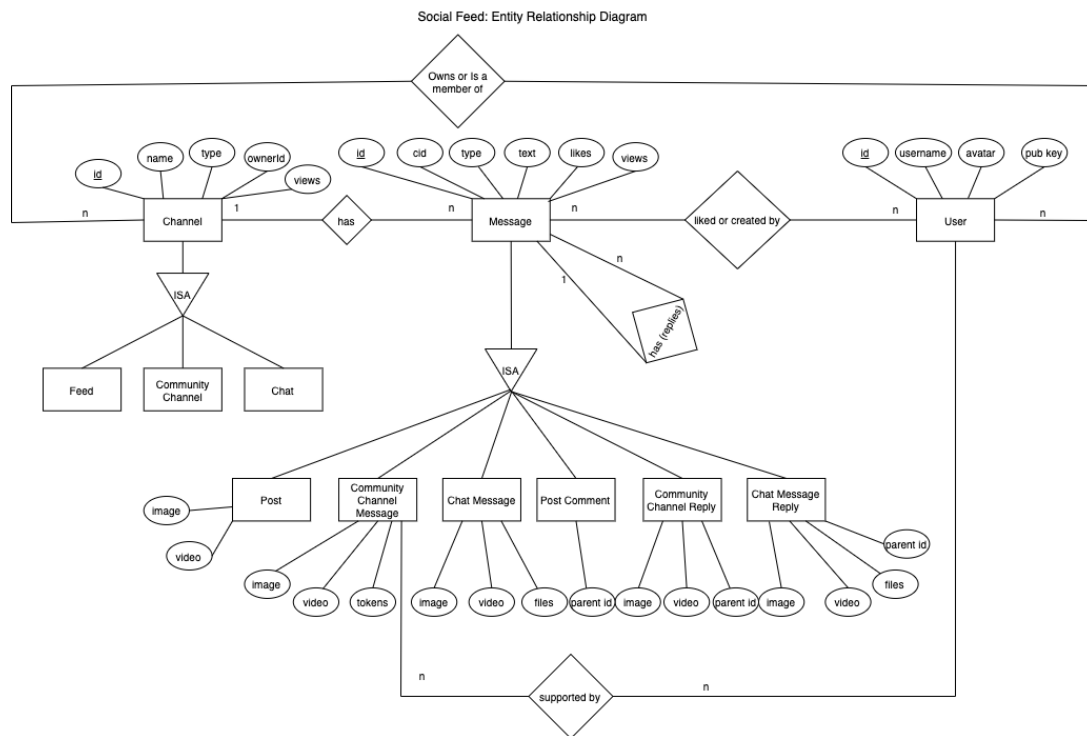 Social Feed: Entity Relationship Diagram
Owns or Is a
member of
id
name
type
ownerId
views
id
cid
type
text
likes
views
id
username
avatar
pub key
n
Channel
1
has
n
Message
n
liked or created by
n
User
n
n
1
has (replies)
ISA
ISA
Feed
Community
Channel
Chat
Post
Community
Channel
Message
Chat Message
Post Comment
Community
Channel Reply
Chat Message
Reply
image
video
image
video
tokens
image
video
files
parent id
image
video
parent id
image
video
files
parent id
n
supported by
n